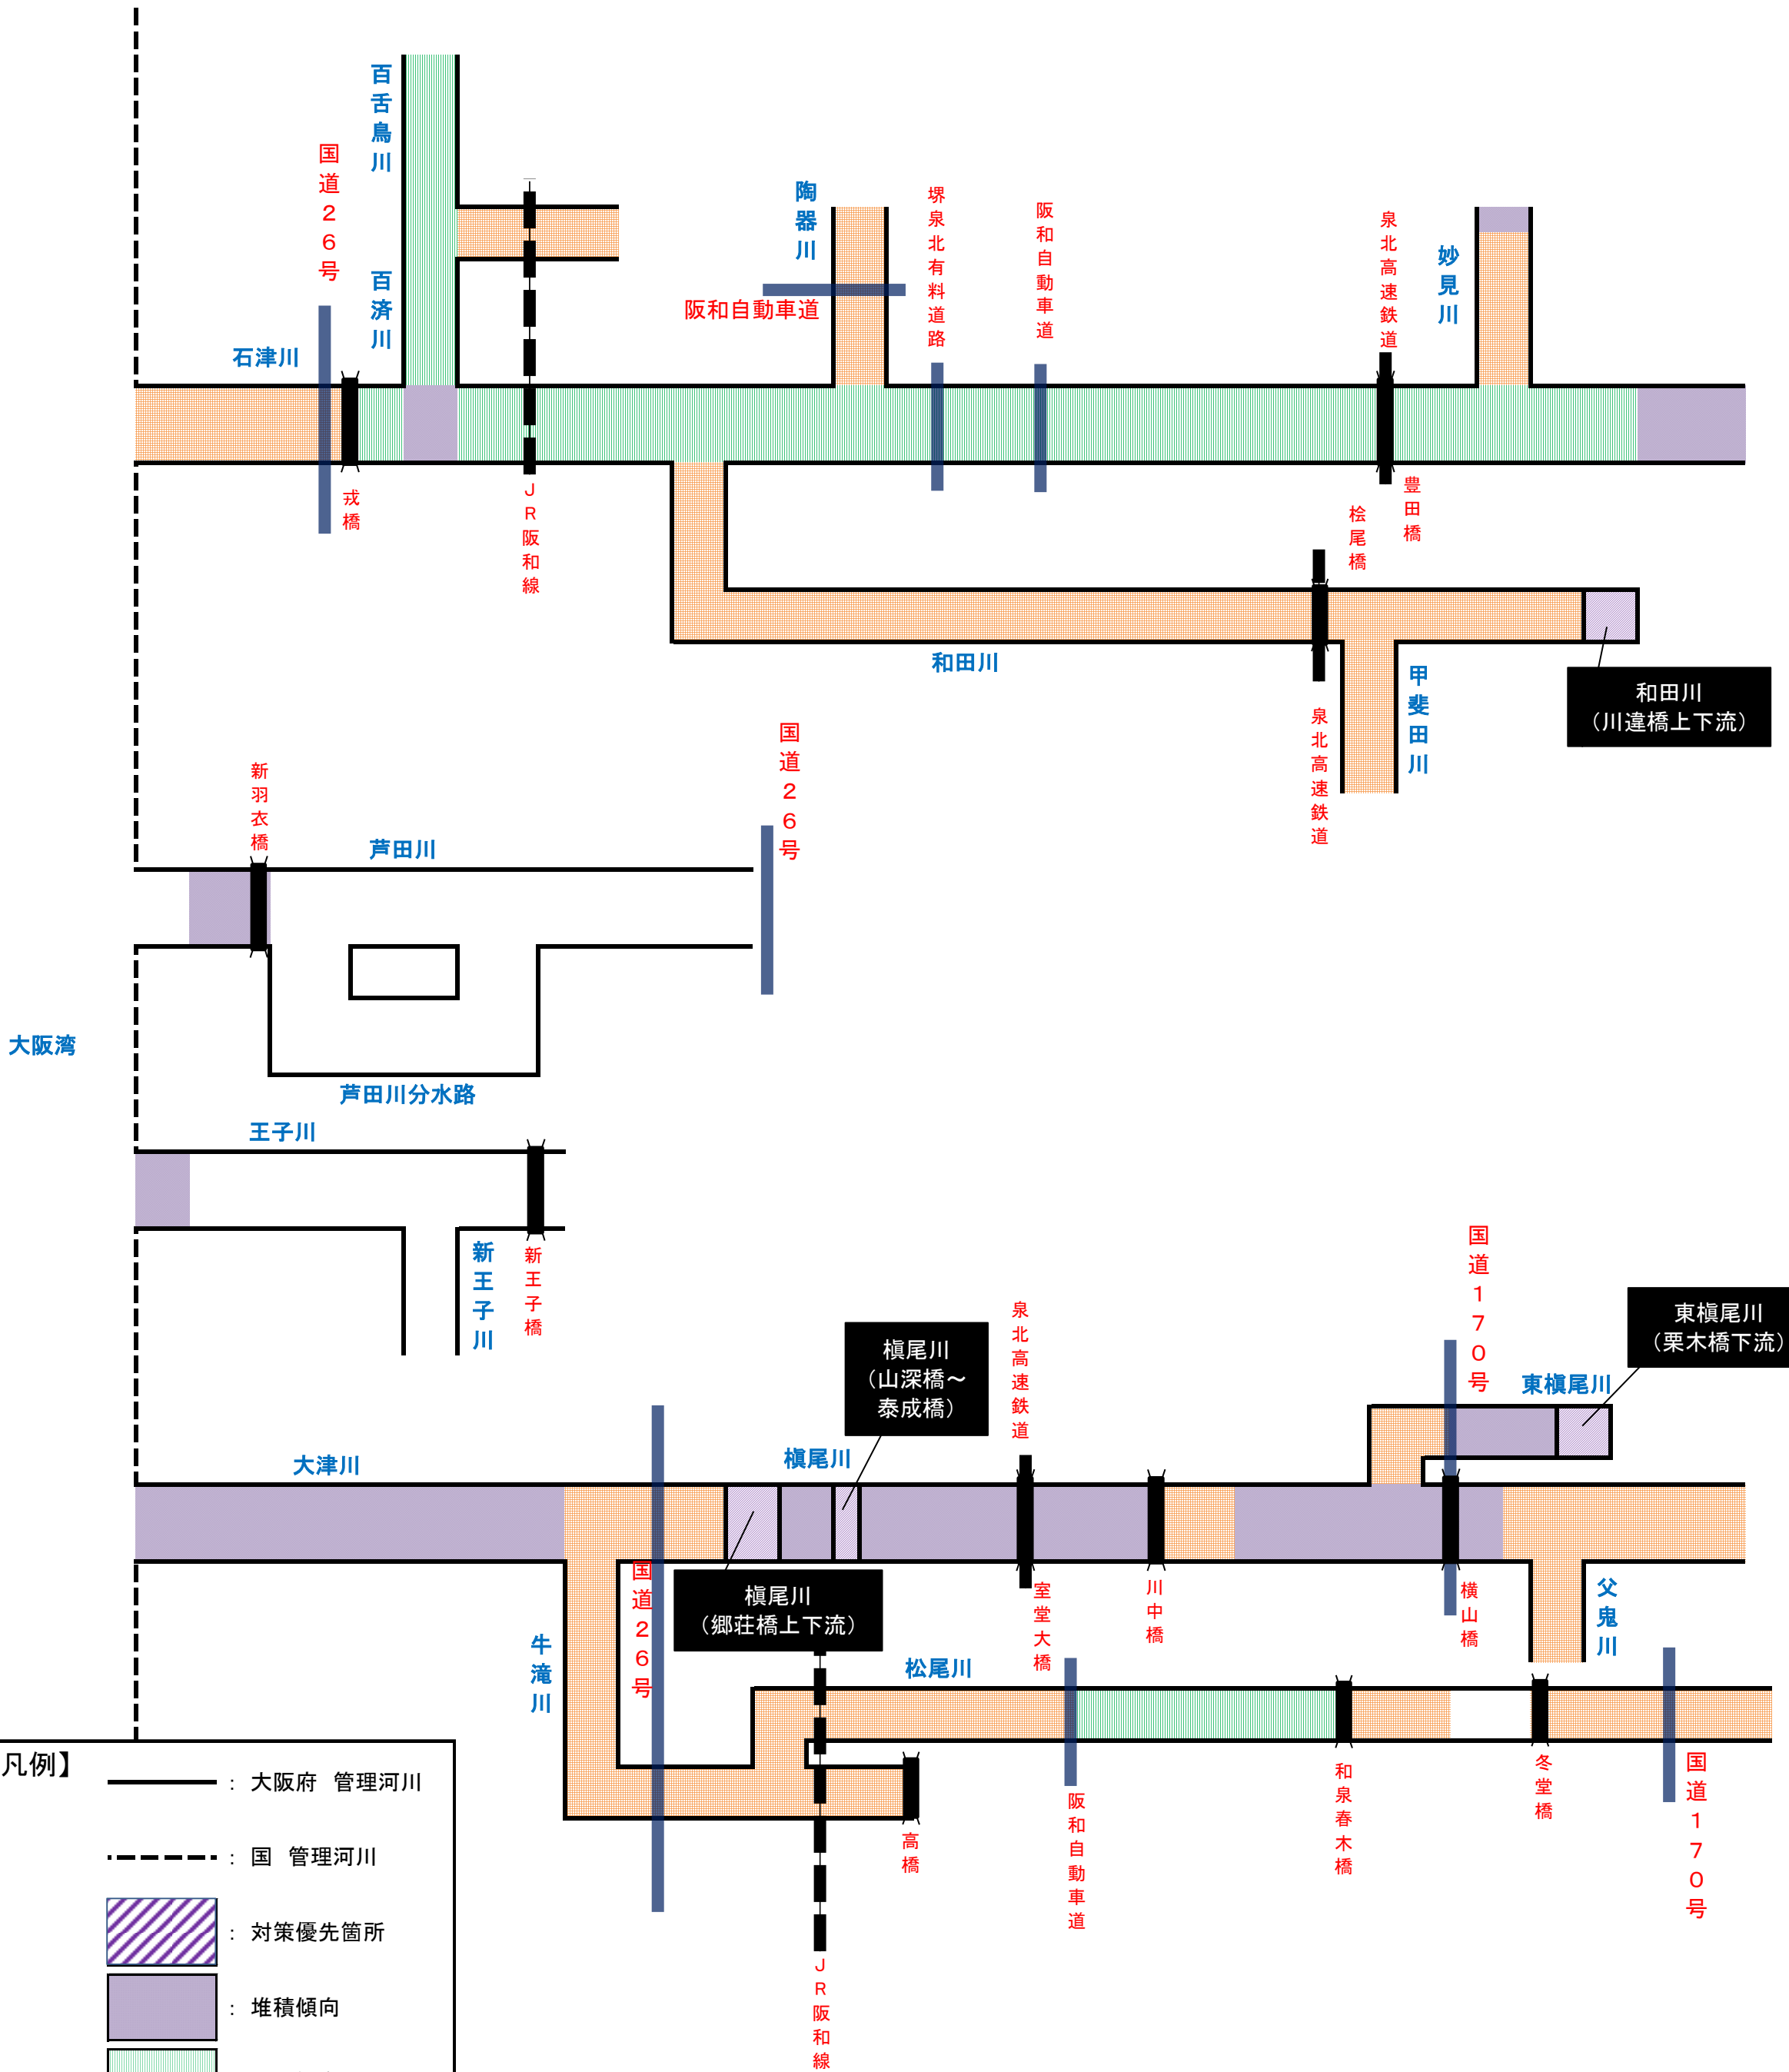 百舌鳥川
国道２６号
百済川
石津川
陶器川
阪和自動車道
堺泉北有料道路
阪和自動車道
泉北高速鉄道
妙見川
戎橋
ＪＲ阪和線
豊田橋
桧尾橋
和田川
泉北高速鉄道
甲斐田川
和田川
（川違橋上下流）
新羽衣橋
芦田川
国道２６号
大阪湾
芦田川分水路
王子川
新王子川
新王子橋
大津川
槇尾川
（山深橋～
泰成橋）
槇尾川
泉北高速鉄道
国道１７０号
東槇尾川
（栗木橋下流）
東槇尾川
国道２６号
槇尾川
（郷荘橋上下流）
室堂大橋
川中橋
横山橋
父鬼川
牛滝川
松尾川
高橋
阪和自動車道
和泉春木橋
冬堂橋
国道１７０号
ＪＲ阪和線
凡例】
： 大阪府　管理河川
： 国　管理河川
： 対策優先箇所
： 堆積傾向